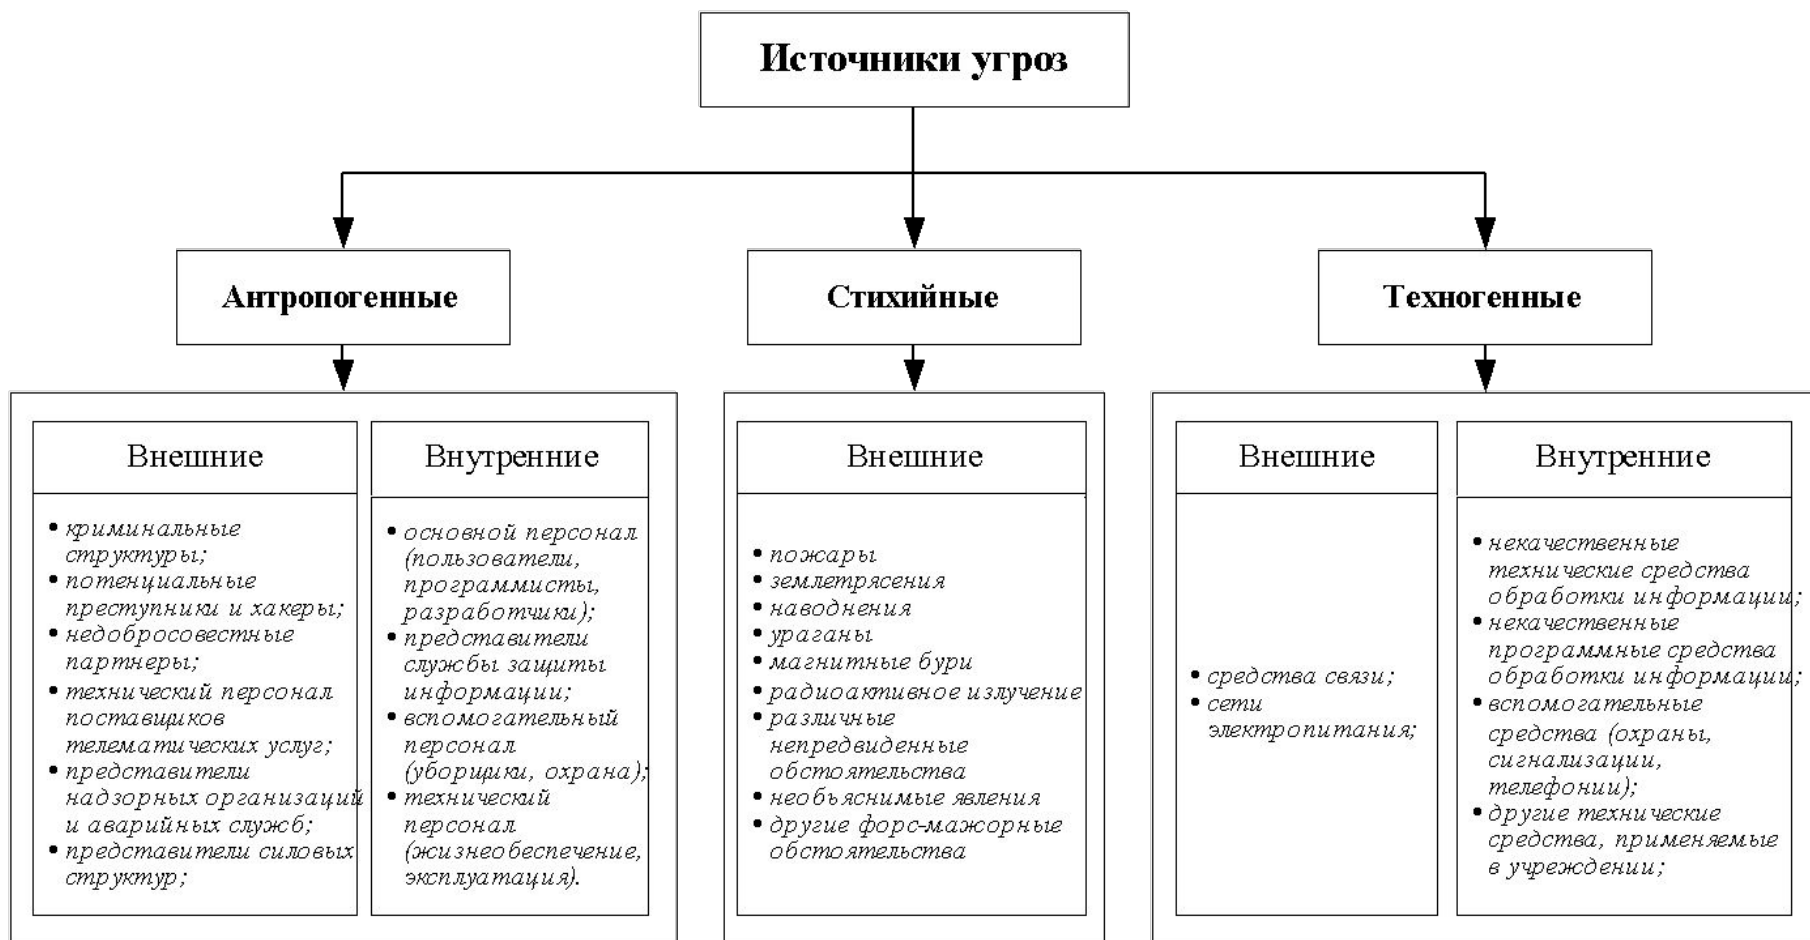 Источники угроз
Антропогенные
Стихийные
Техногенные
Внешние
• криминальные
структуры;
• потенциальные
преступники и хакеры;
• недобросовестные
партнеры;
• технический персонал
поставщиков
телематических услуг;
• представители
надзорных организаций
и аварийных служб;
• представители силовых
структур;
Внутренние
• основной персонал
(пользователи,
программисты,
разработчики);
• представители
службы защиты
информации;
• вспомогательный
персонал
(уборщики, охрана);
• технический
персонал
(жизнеобеспечение,
эксплуатация).
Внешние
• пожары
• землетрясения
• наводнения
• ураганы
• магнитные бури
• радиоактивное излучение
• различные
непредвиденные
обстоятельства
• необъяснимые явления
• другие форс-мажорные
обстоятельства
Внешние
• средства связи;
• сети
электропитания;
Внутренние
• некачественные
технические средства
обработки информации;
• некачественные
программные средства
обработки информации;
• вспомогательные
средства (охраны,
сигнализации,
телефонии);
• другие технические
средства, применяемые
в учреждении;